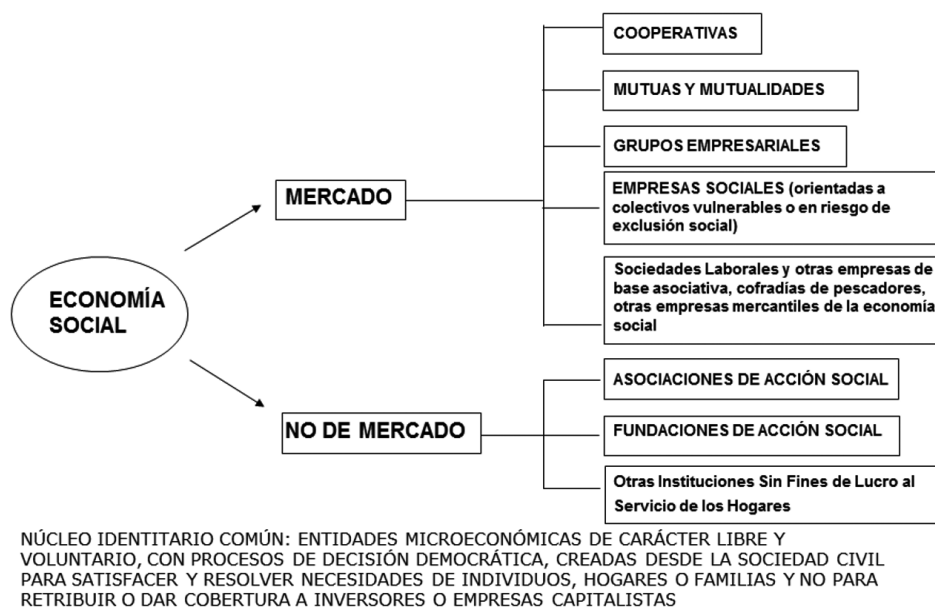 ECONOMÍA
SOCIAL
MERCADO
COOPERATIVAS
MUTUAS Y MUTUALIDADES
GRUPOS EMPRESARIALES
EMPRESAS SOCIALES (orientadas a
colectivos vulnerables o en riesgo de
exclusión social)
Sociedades Laborales y otras empresas de
base asociativa, cofradías de pescadores,
otras empresas mercantiles de la economía
social
NO DE MERCADO
ASOCIACIONES DE ACCIÓN SOCIAL
FUNDACIONES DE ACCIÓN SOCIAL
Otras Instituciones Sin Fines de Lucro al
Servicio de los Hogares
NÚCLEO IDENTITARIO COMÚN: ENTIDADES MICROECONÓMICAS DE CARÁCTER LIBRE Y
VOLUNTARIO, CON PROCESOS DE DECISIÓN DEMOCRÁTICA, CREADAS DESDE LA SOCIEDAD CIVIL
PARA SATISFACER Y RESOLVER NECESIDADES DE INDIVIDUOS, HOGARES O FAMILIAS Y NO PARA
RETRIBUIR O DAR COBERTURA A INVERSORES O EMPRESAS CAPITALISTAS